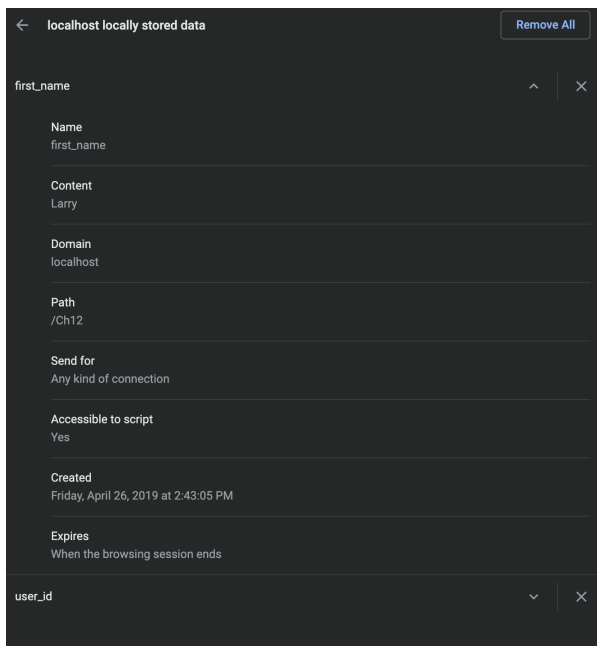 localhost locally stored data
Remove All
first_name
Name
first_name
Content
Larry
Domain
localhost
Path
/Ch12
Send for
Any kind of connection
Accessible to script
Yes
Created
Friday, April 26, 2019 at 2:43:05 PM
Expires
When the browsing session ends
user_id